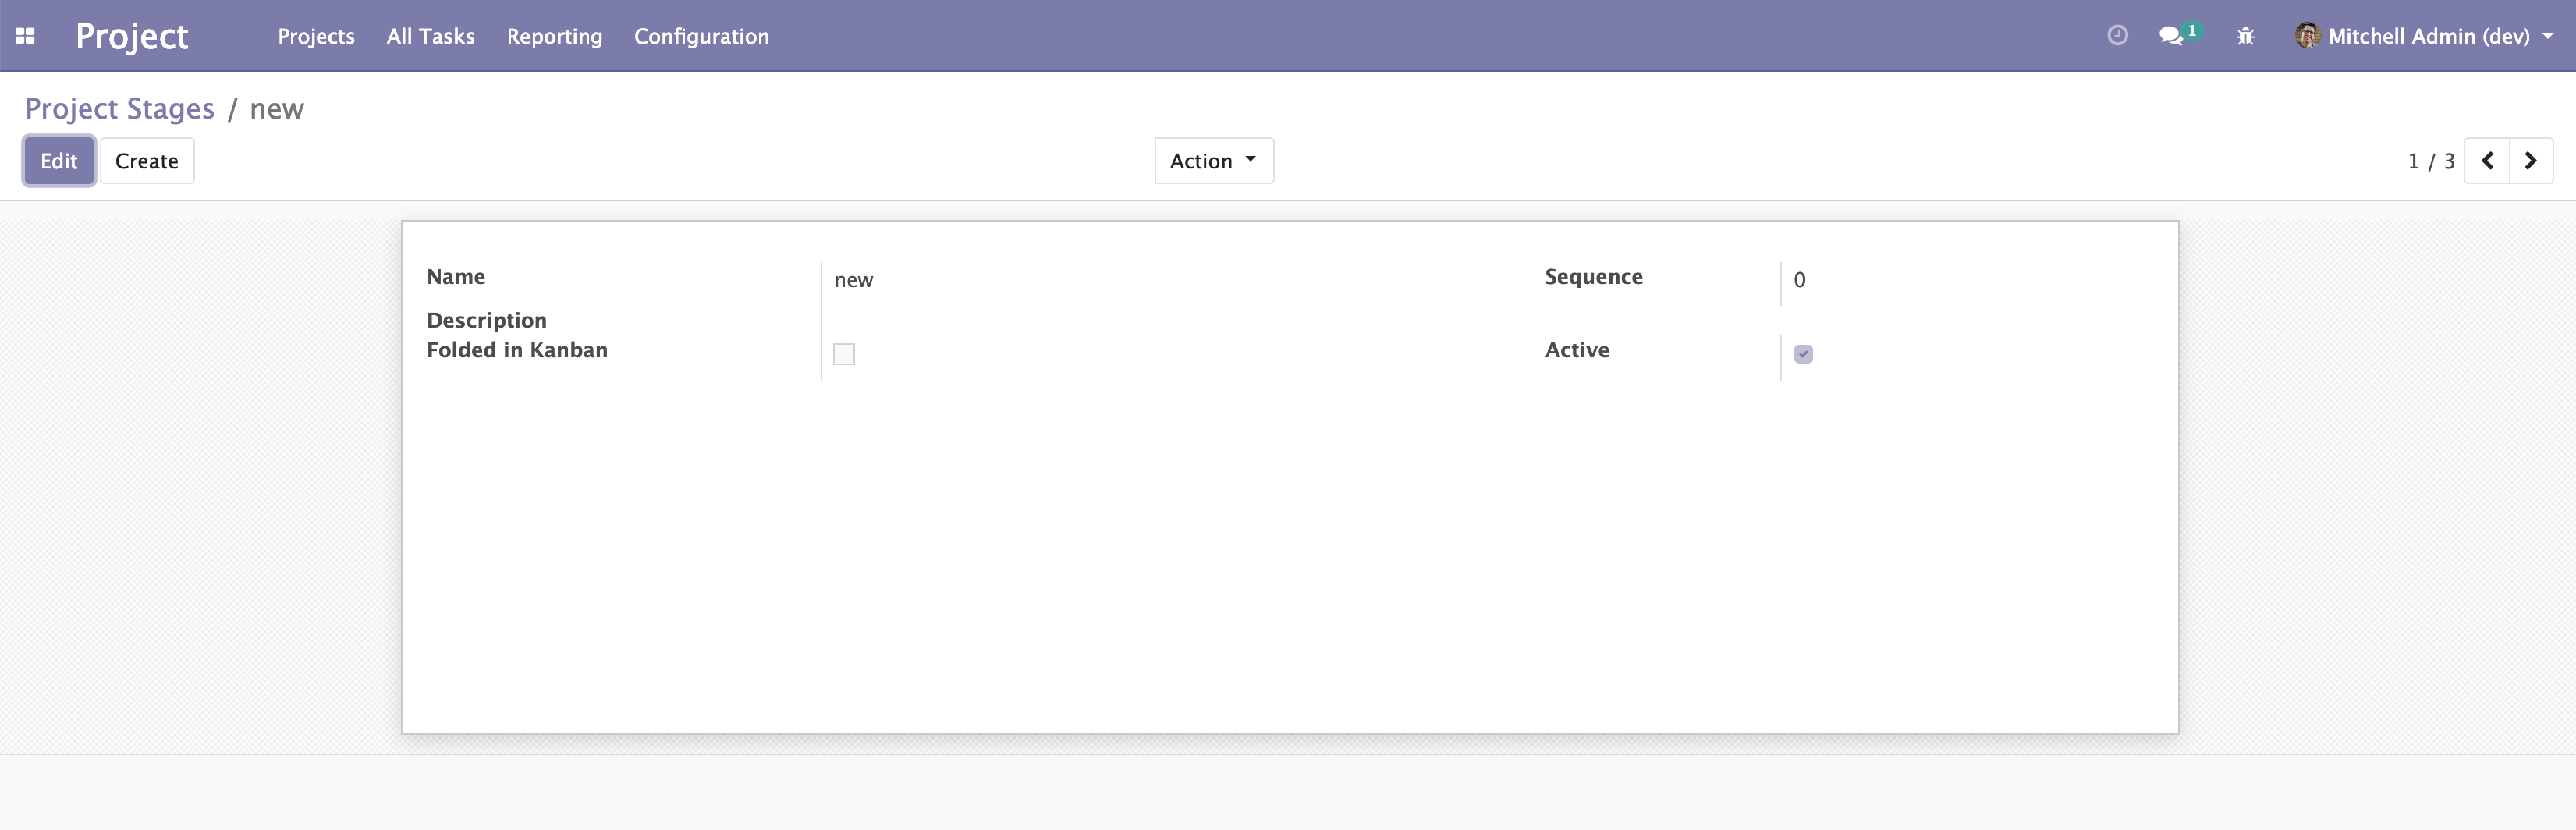 Project Projects All Tasks Reporting Configuration 1 Mitchell Admin (dev)
Project Stages / new
Edit Create Action 1 / 3
Name new Sequence 0
Description
Folded in Kanban Active